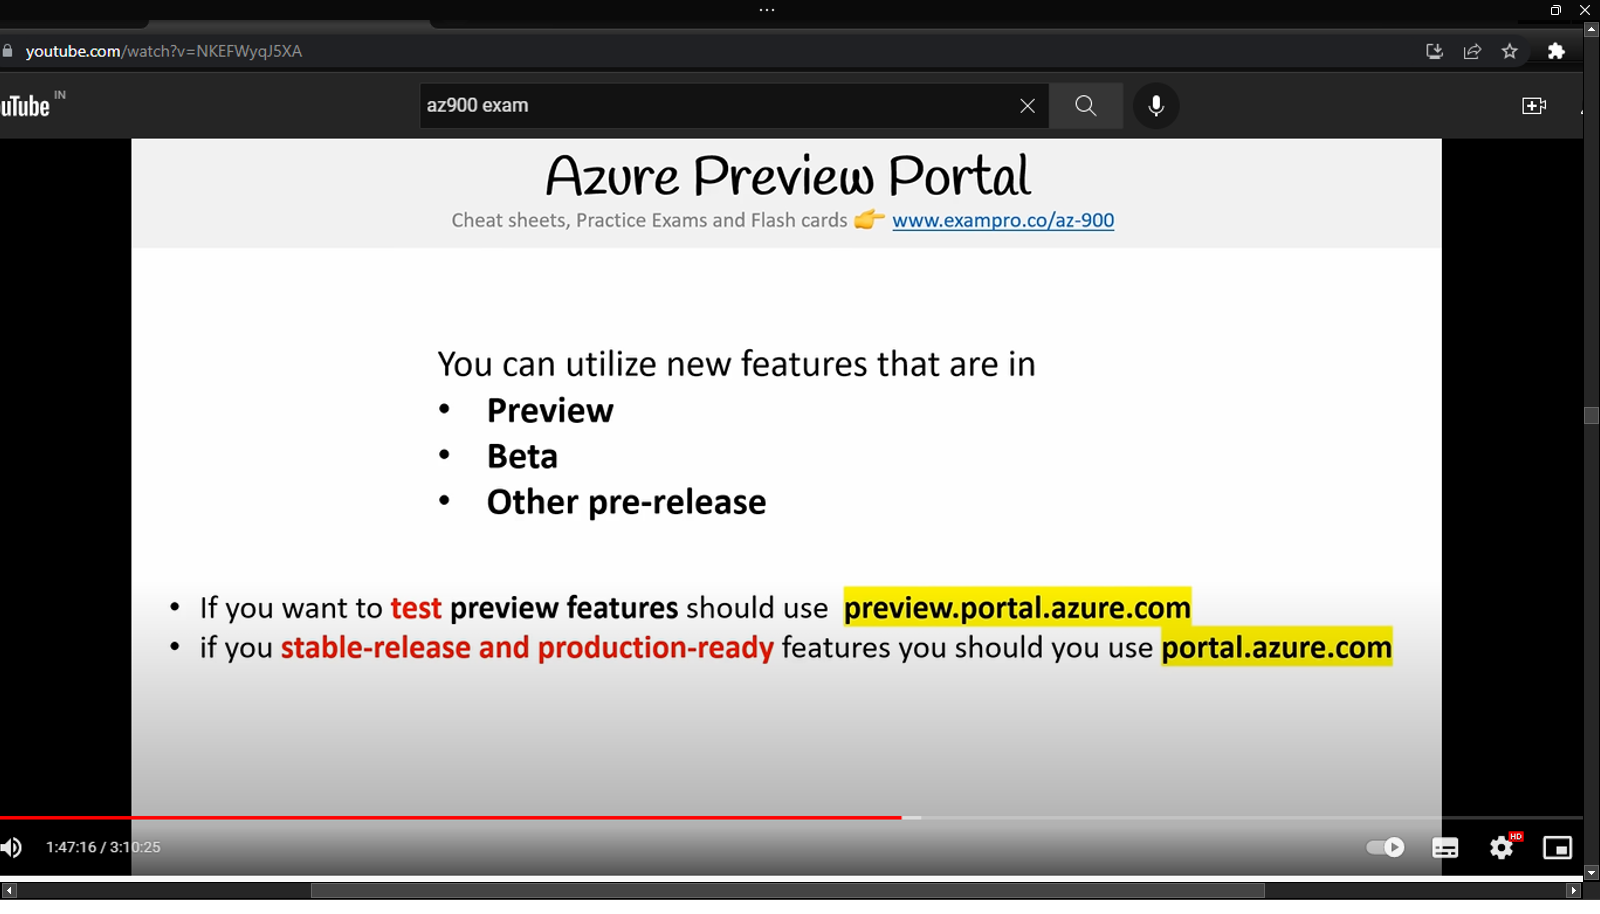 youtube.com/watch?v=NKEFWyqJ5XA
uTube IN
az900 exam
Azure Preview Portal
Cheat sheets, Practice Exams and Flash cards 👉 www.exampro.co/az-900
You can utilize new features that are in
• Preview
• Beta
• Other pre-release
• If you want to test preview features should use preview.portal.azure.com
• if you stable-release and production-ready features you should you use portal.azure.com
1:47:16 / 3:10:25
HD